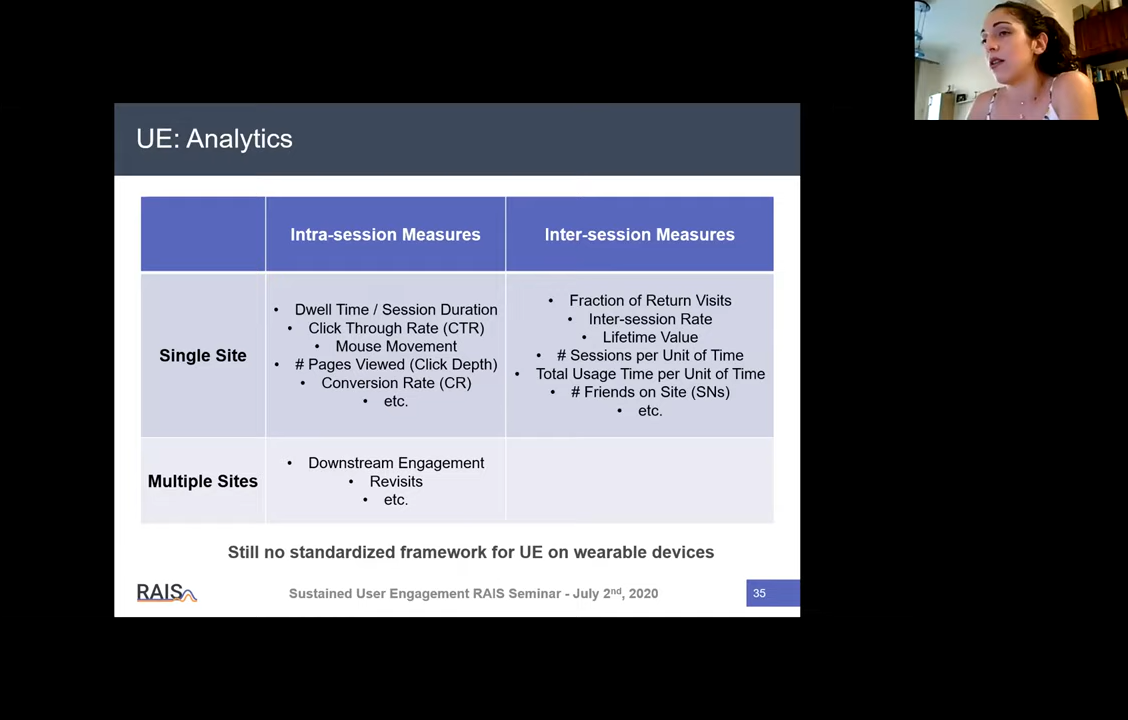 UE: Analytics
Intra-session Measures
Inter-session Measures
Single Site
• Dwell Time / Session Duration
• Click Through Rate (CTR)
• Mouse Movement
• # Pages Viewed (Click Depth)
• Conversion Rate (CR)
• etc.
• Fraction of Return Visits
• Inter-session Rate
• Lifetime Value
• # Sessions per Unit of Time
• Total Usage Time per Unit of Time
• # Friends on Site (SNs)
• etc.
Multiple Sites
• Downstream Engagement
• Revisits
• etc.
Still no standardized framework for UE on wearable devices
RAIS
Sustained User Engagement RAIS Seminar - July 2nd, 2020
35